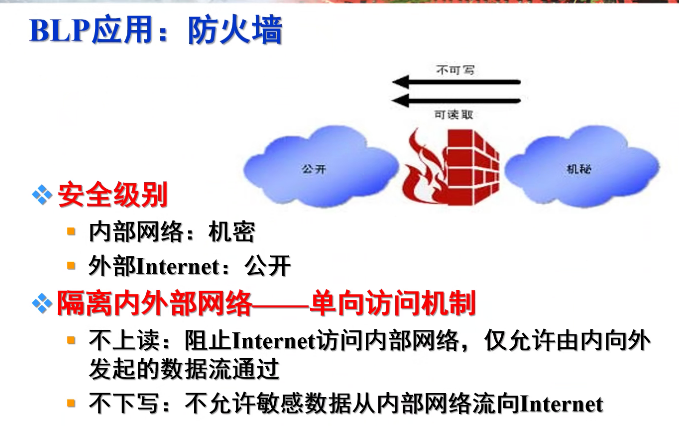 BLP应用：防火墙
不可写
可读取
公开
机秘
安全级别
内部网络：机密
外部Internet：公开
隔离内外部网络——单向访问机制
不上读：阻止Internet访问内部网络，仅允许由内向外
发起的数据流通过
不下写：不允许敏感数据从内部网络流向Internet